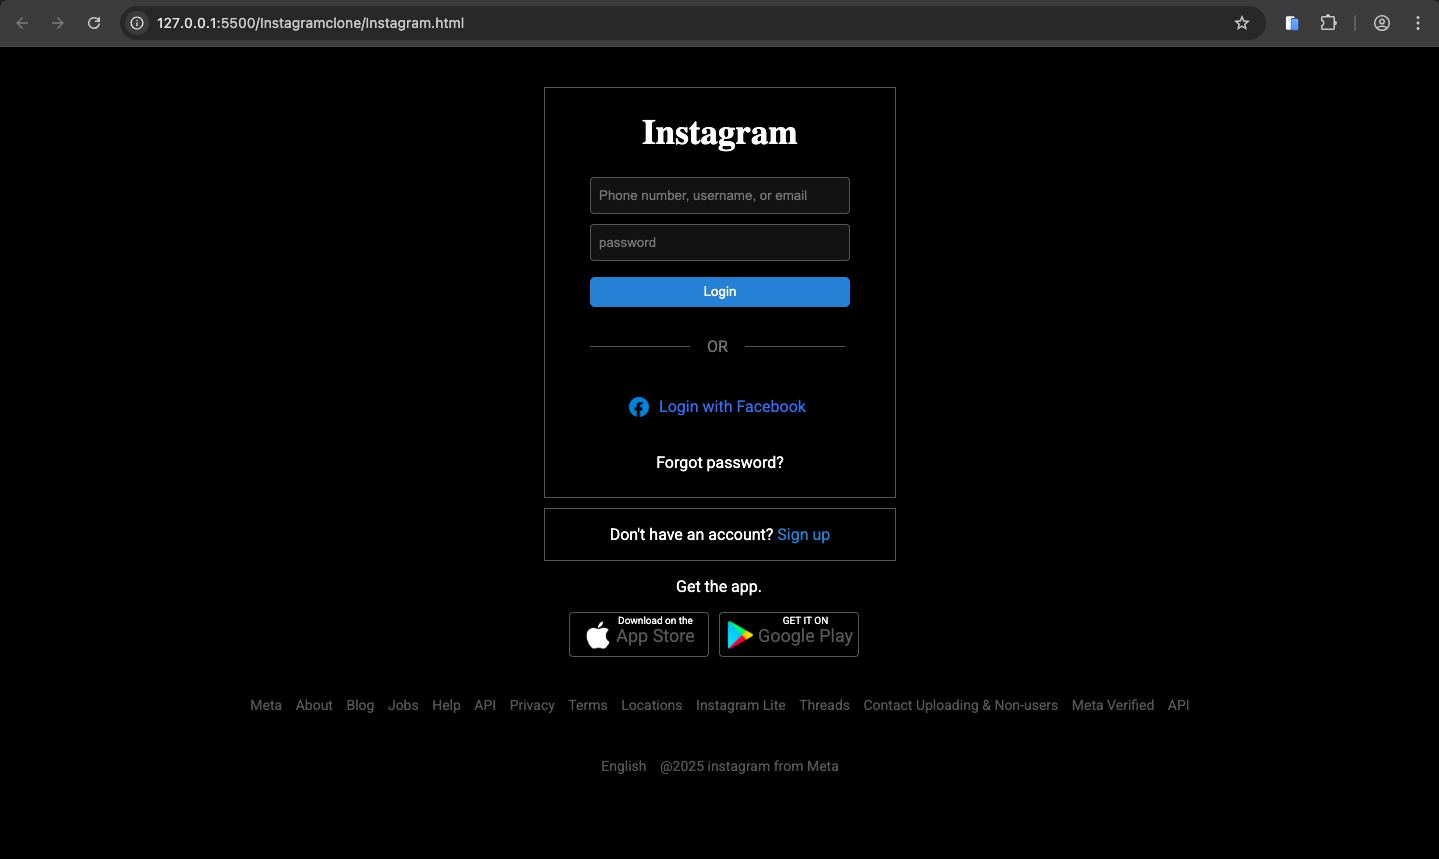 127.0.0.1:5500/Instagramclone/Instagram.html
Instagram
Phone number, username, or email
password
Login
OR
Login with Facebook
Forgot password?
Don't have an account? Sign up
Get the app.
Download on the
App Store
GET IT ON
Google Play
Meta About Blog Jobs Help API Privacy Terms Locations Instagram Lite Threads Contact Uploading & Non-users Meta Verified API
English @2025 instagram from Meta